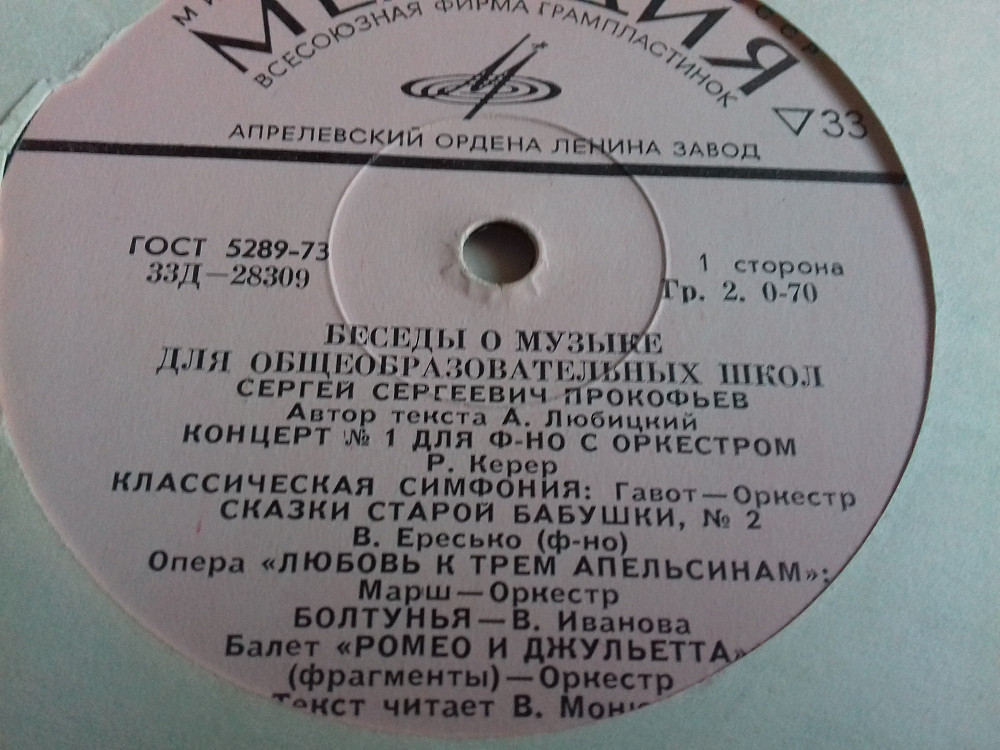 ВСЕСОЮЗНАЯ ФИРМА ГРАМПЛАСТИНОК
АПРЕЛЕВСКИЙ ОРДЕНА ЛЕНИНА ЗАВОД
33
ГОСТ 5289-73
33Д—28309
1 сторона
Гр. 2. 0-70
БЕСЕДЫ О МУЗЫКЕ
ДЛЯ ОБЩЕОБРАЗОВАТЕЛЬНЫХ ШКОЛ
СЕРГЕЙ СЕРГЕЕВИЧ ПРОКОФЬЕВ
Автор текста А. Любицкий
КОНЦЕРТ № 1 ДЛЯ Ф-НО С ОРКЕСТРОМ
Р. Керер
КЛАССИЧЕСКАЯ СИМФОНИЯ: Гавот—Оркестр
СКАЗКИ СТАРОЙ БАБУШКИ, № 2
В. Ересько (ф-но)
Опера «ЛЮБОВЬ К ТРЕМ АПЕЛЬСИНАМ»:
Марш—Оркестр
БОЛТУНЬЯ—В. Иванова
Балет «РОМЕО И ДЖУЛЬЕТТА»
(фрагменты)—Оркестр
Текст читает В.